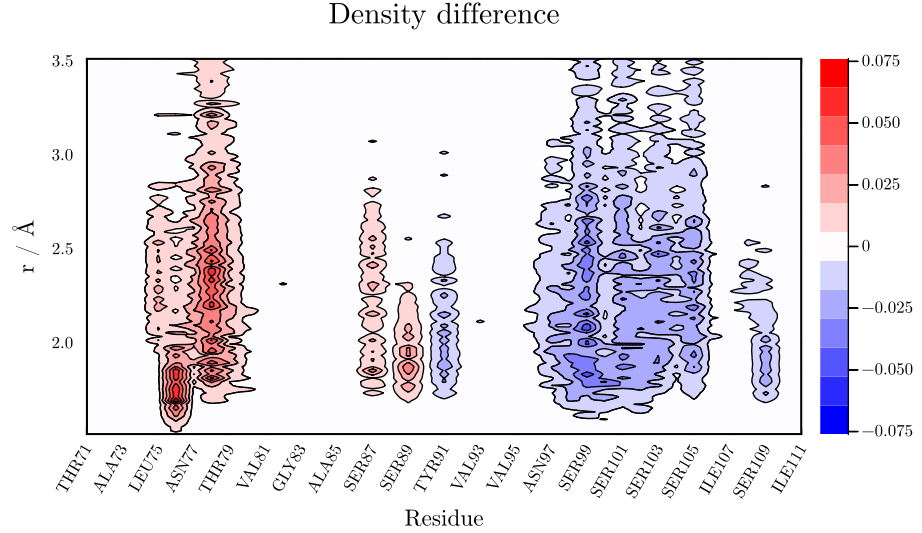 Density difference
3.5
3.0
2.5
2.0
r / Å
THR71
ALA73
LEU75
ASN77
THR79
VAL81
GLY83
ALA85
SER87
SER89
TYR91
VAL93
VAL95
ASN97
SER99
SER101
SER103
SER105
ILE107
SER109
ILE111
Residue
0.075
0.050
0.025
0
−0.025
−0.050
−0.075